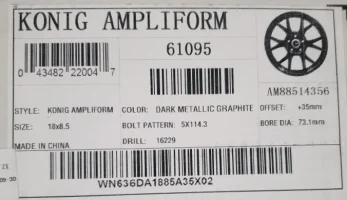 KONIG AMPLIFORM
61095
0 43482 22004 7
AM88514356
STYLE: KONIG AMPLIFORM COLOR: DARK METALLIC GRAPHITE OFFSET: +35mm
SIZE: 18x8.5 BOLT PATTERN: 5X114.3 BORE DIA: 73.1mm
MADE IN CHINA DRILL: 16229
WN636DA1885A35X02